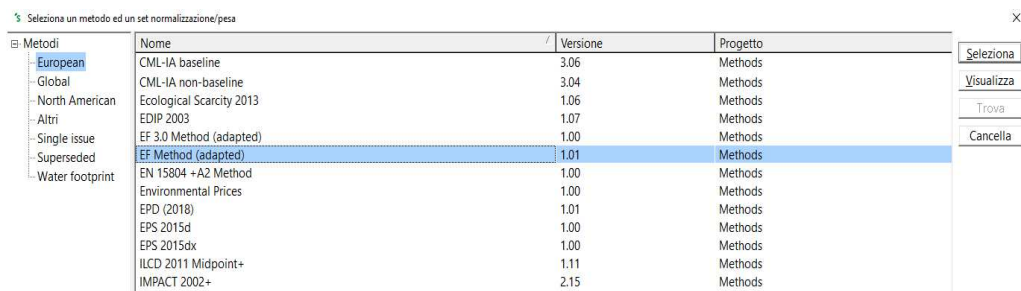 Seleziona un metodo ed un set normalizzazione/pesa
Metodi
European
Global
North American
Altri
Single issue
Superseded
Water footprint
Nome Versione Progetto
CML-IA baseline 3.06 Methods
CML-IA non-baseline 3.04 Methods
Ecological Scarcity 2013 1.06 Methods
EDIP 2003 1.07 Methods
EF 3.0 Method (adapted) 1.00 Methods
EF Method (adapted) 1.01 Methods
EN 15804 +A2 Method 1.00 Methods
Environmental Prices 1.00 Methods
EPD (2018) 1.01 Methods
EPS 2015d 1.00 Methods
EPS 2015dx 1.00 Methods
ILCD 2011 Midpoint+ 1.11 Methods
IMPACT 2002+ 2.15 Methods
Seleziona
Visualizza
Trova
Cancella